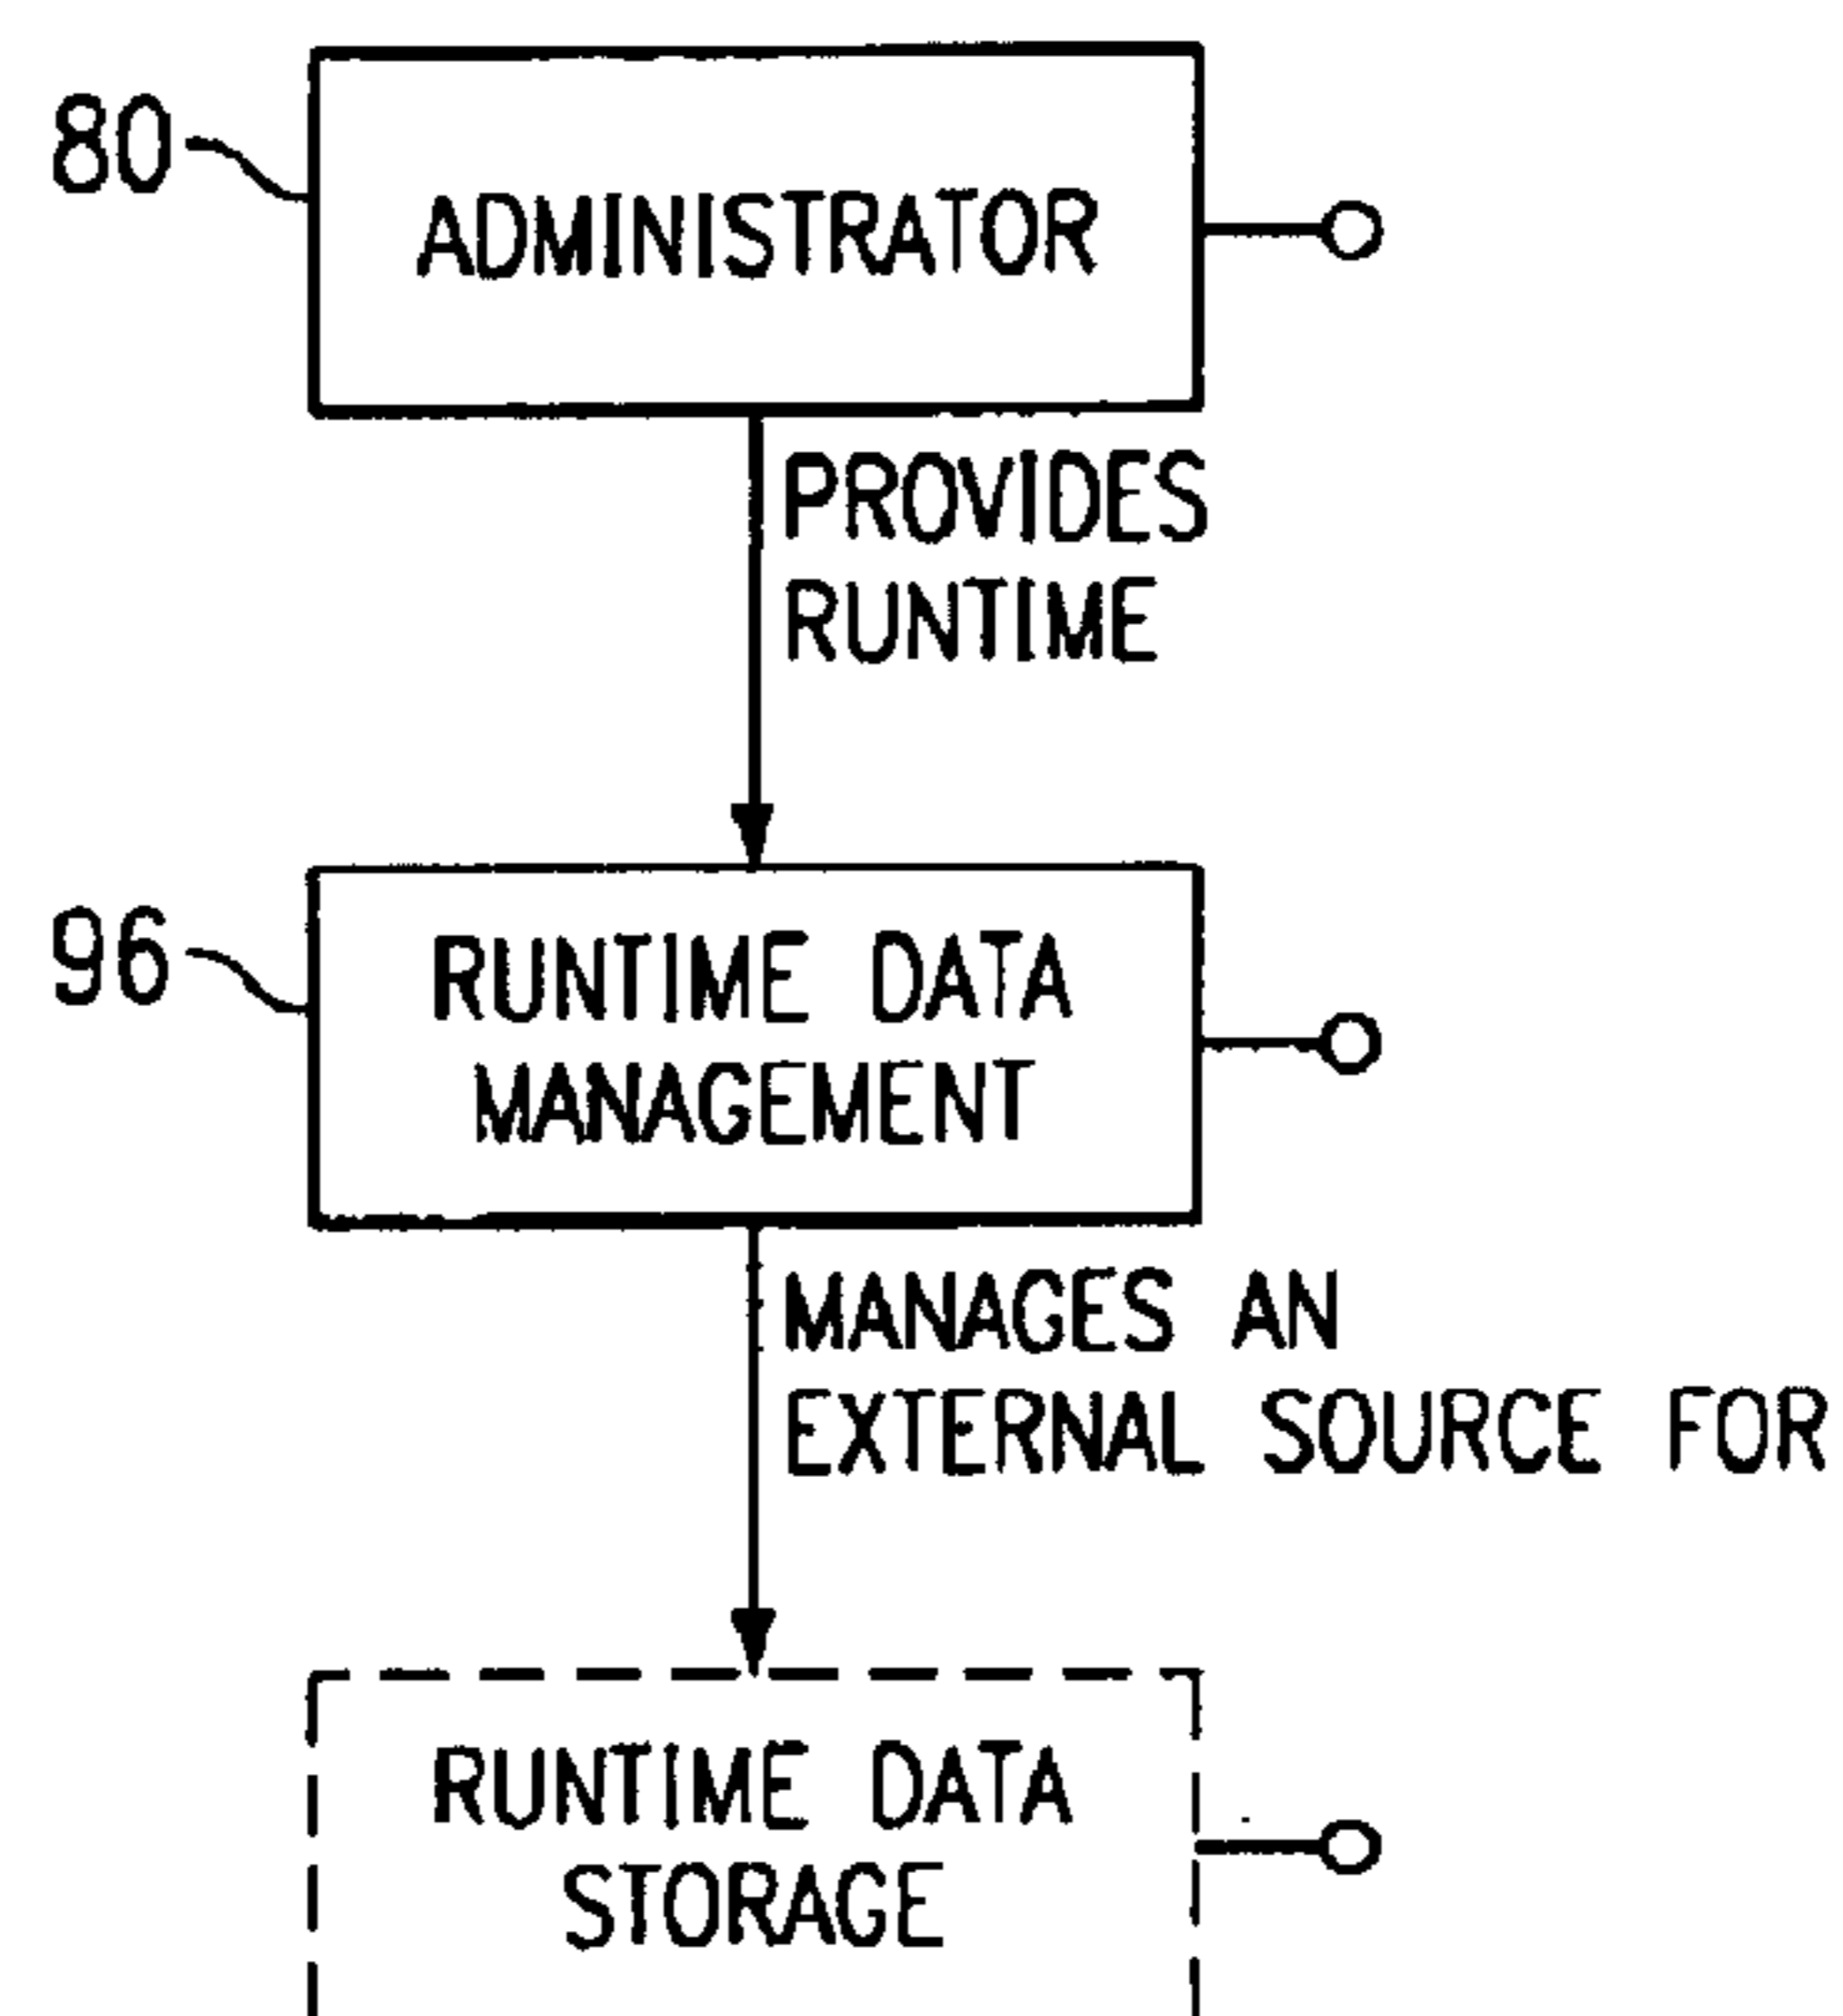 80
ADMINISTRATOR
PROVIDES
RUNTIME
96
RUNTIME DATA
MANAGEMENT
MANAGES AN
EXTERNAL SOURCE FOR
RUNTIME DATA
STORAGE